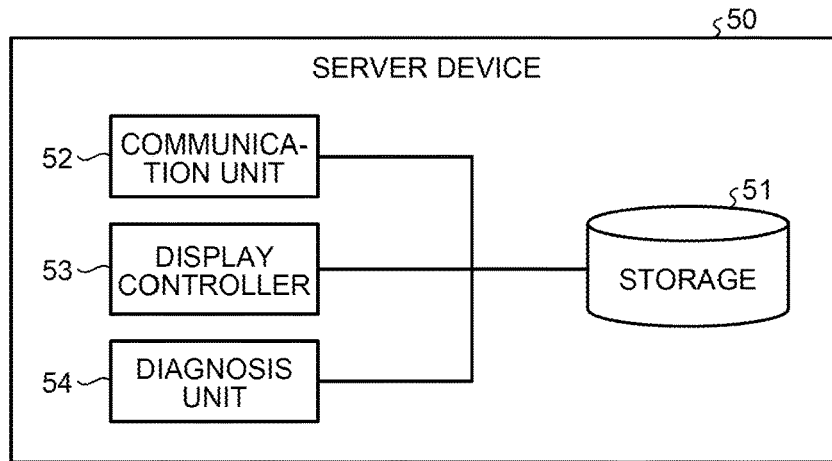 50
SERVER DEVICE
52
COMMUNICA-
TION UNIT
51
STORAGE
53
DISPLAY
CONTROLLER
54
DIAGNOSIS
UNIT